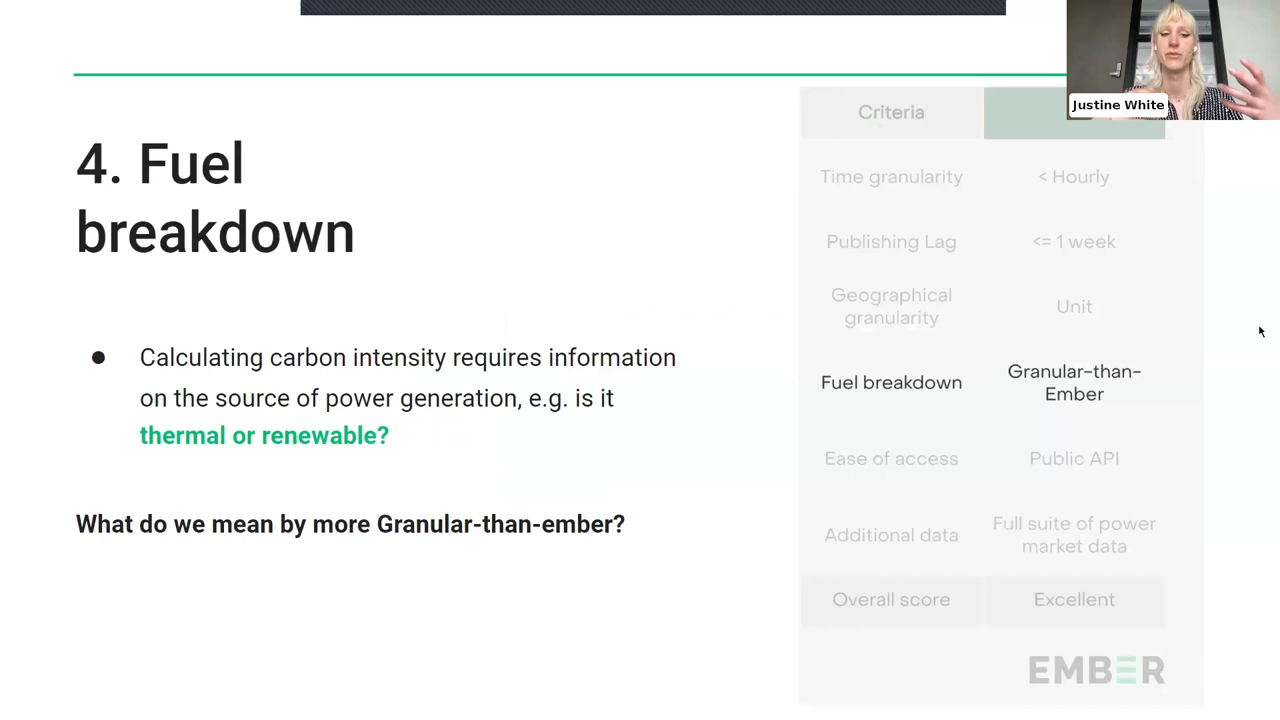 Justine White
4. Fuel
breakdown
Calculating carbon intensity requires information
on the source of power generation, e.g. is it
thermal or renewable?
What do we mean by more Granular-than-ember?
Criteria
Time granularity
< Hourly
Publishing Lag
<= 1 week
Geographical
granularity
Unit
Fuel breakdown
Granular-than-
Ember
Ease of access
Public API
Additional data
Full suite of power
market data
Overall score
Excellent
EMBER